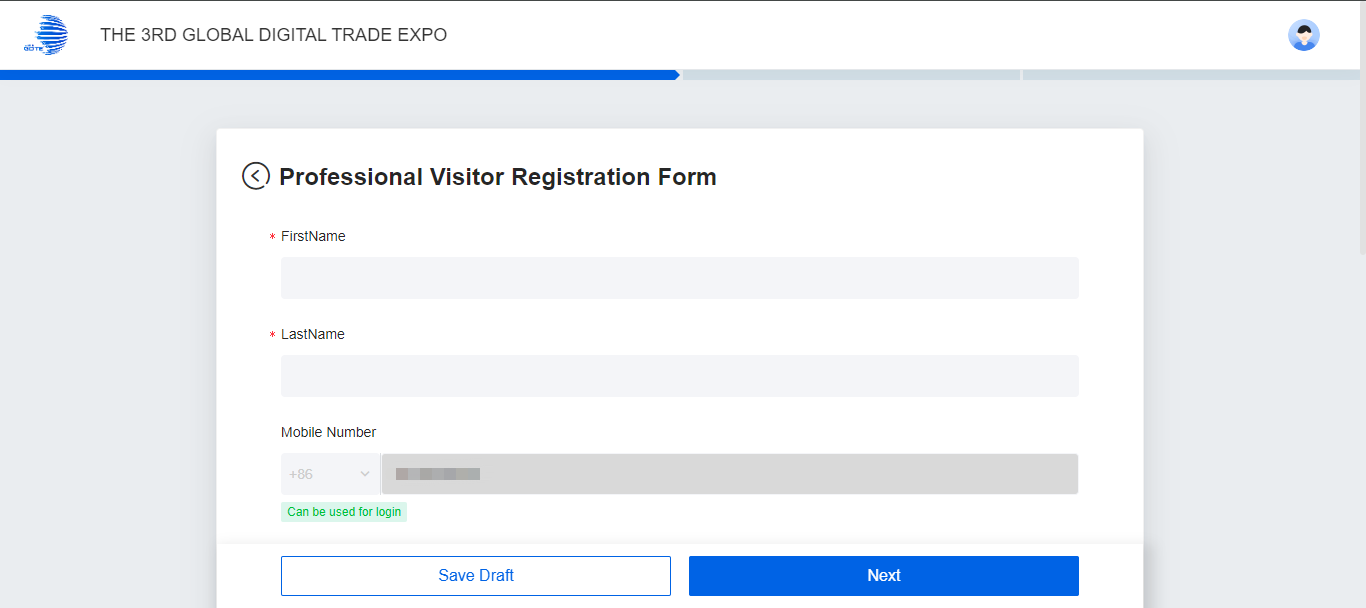 THE 3RD GLOBAL DIGITAL TRADE EXPO
Professional Visitor Registration Form
* FirstName
* LastName
Mobile Number
+86
Can be used for login
Save Draft
Next